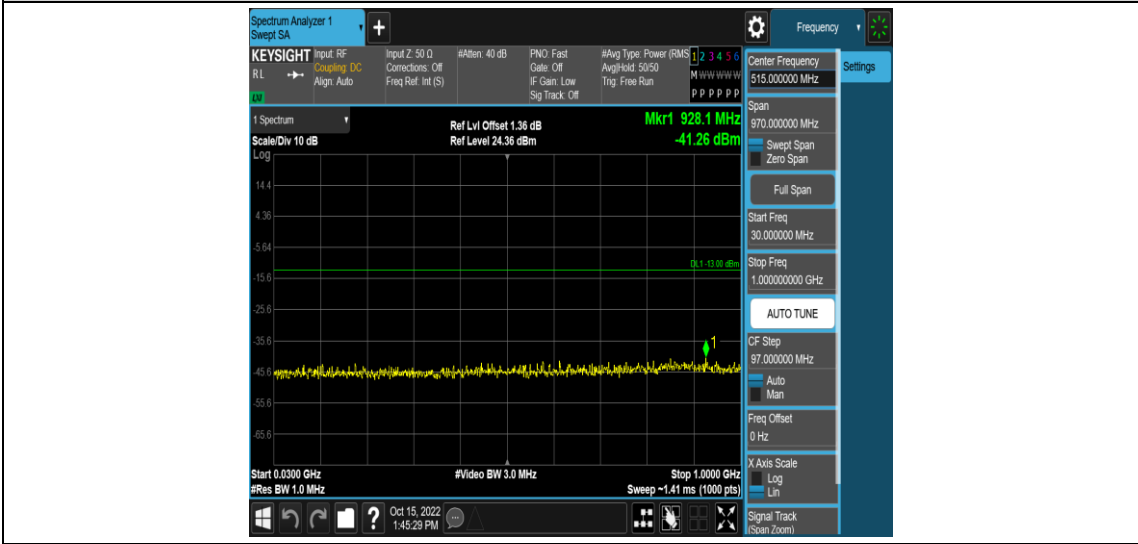 Spectrum Analyzer 1
Swept SA
Frequency
KEYSIGHT
RL
Input: RF
Coupling: DC
Align: Auto
Input Z: 50 Ω
Corrections: Off
Freq Ref: Int (S)
#Atten: 40 dB
PNO: Fast
Gate: Off
IF Gain: Low
Sig Track: Off
#Avg Type: Power (RMS
Avg|Hold: 50/50
Trig: Free Run
1 2 3 4 5 6
M W W W W W
P P P P P P
1 Spectrum
Scale/Div 10 dB
Ref Lvl Offset 1.36 dB
Ref Level 24.36 dBm
Mkr1 928.1 MHz
-41.26 dBm
Log
14.4
4.36
-5.64
DL1 -13.00 dBm
-15.6
-25.6
-35.6
1
-45.6
-55.6
-65.6
Start 0.0300 GHz
#Video BW 3.0 MHz
Stop 1.0000 GHz
#Res BW 1.0 MHz
Sweep ~1.41 ms (1000 pts)
?
Oct 15, 2022
1:45:29 PM
Center Frequency
515.000000 MHz
Settings
Span
970.000000 MHz
Swept Span
Zero Span
Full Span
Start Freq
30.000000 MHz
Stop Freq
1.000000000 GHz
AUTO TUNE
CF Step
97.000000 MHz
Auto
Man
Freq Offset
0 Hz
X Axis Scale
Log
Lin
Signal Track
(Span Zoom)